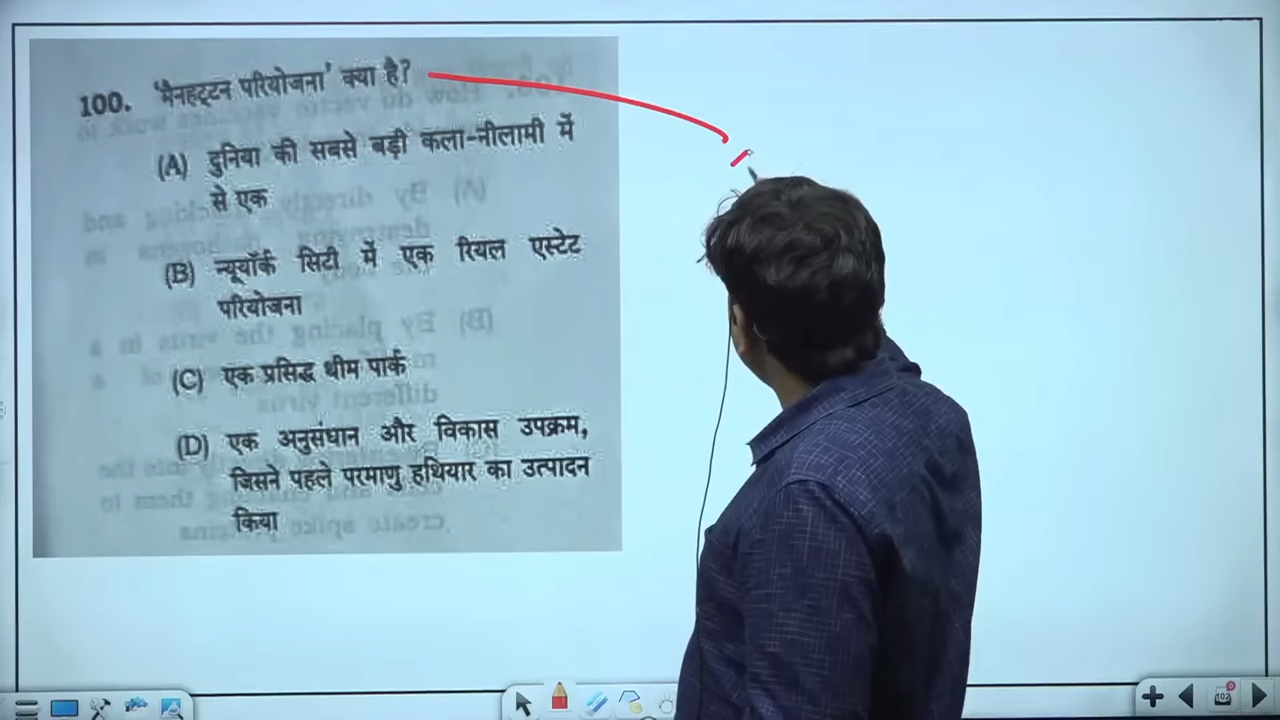 100. 'मैनहट्टन परियोजना' क्या है?
(A) दुनिया की सबसे बड़ी कला-नीलामी में
से एक
(B) न्यूयॉर्क सिटी में एक रियल एस्टेट
परियोजना
(C) एक प्रसिद्ध थीम पार्क
(D) एक अनुसंधान और विकास उपक्रम,
जिसने पहले परमाणु हथियार का उत्पादन
किया